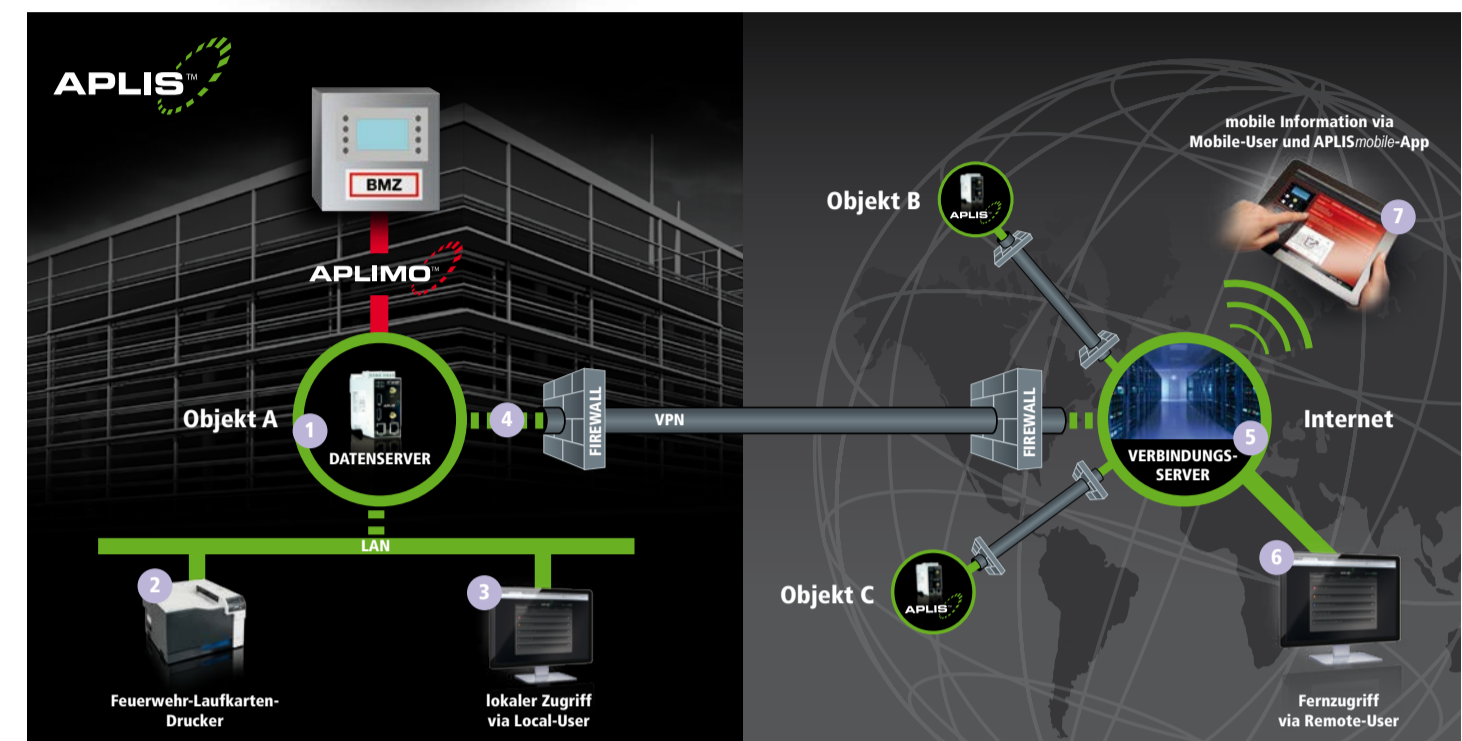 APLIS™
BMZ
APLIMO™
Objekt A
1
DATENSERVER
4
FIREWALL
VPN
FIREWALL
LAN
2
3
Feuerwehr-Laufkarten-
Drucker
lokaler Zugriff
via Local-User
mobile Information via
Mobile-User und APLISmobile-App
7
Objekt B
APLIS™
Internet
5
VERBINDUNGS-
SERVER
Objekt C
APLIS™
6
Fernzugriff
via Remote-User